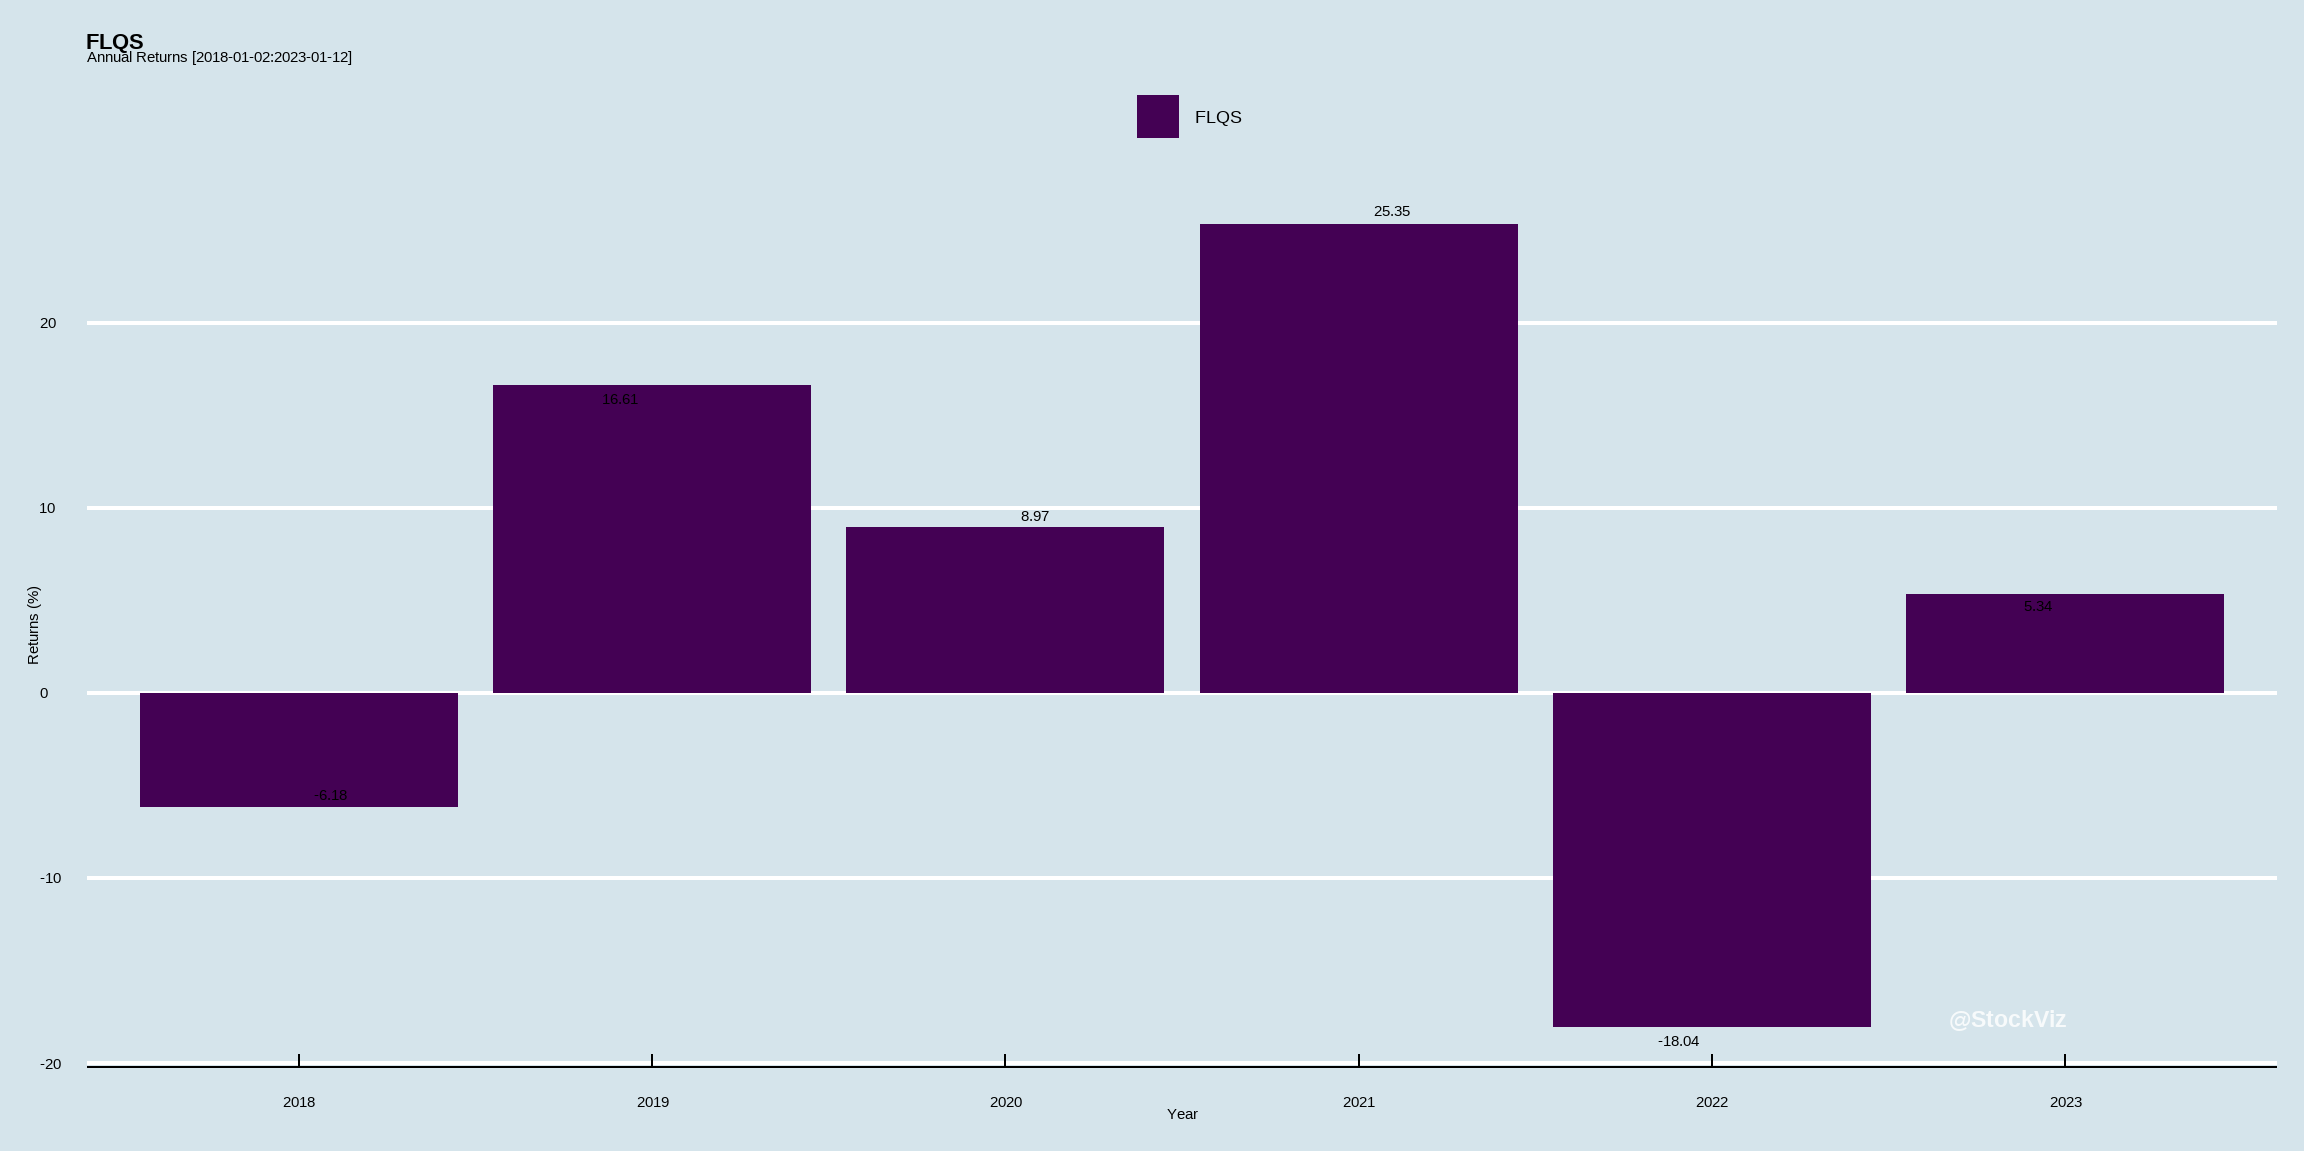 FLQS
Annual Returns [2018-01-02:2023-01-12]
FLQS
25.35
20
16.61
10
8.97
Returns (%)
5.34
0
-6.18
-10
@StockViz
-18.04
-20
2018 2019 2020 2021 2022 2023
Year